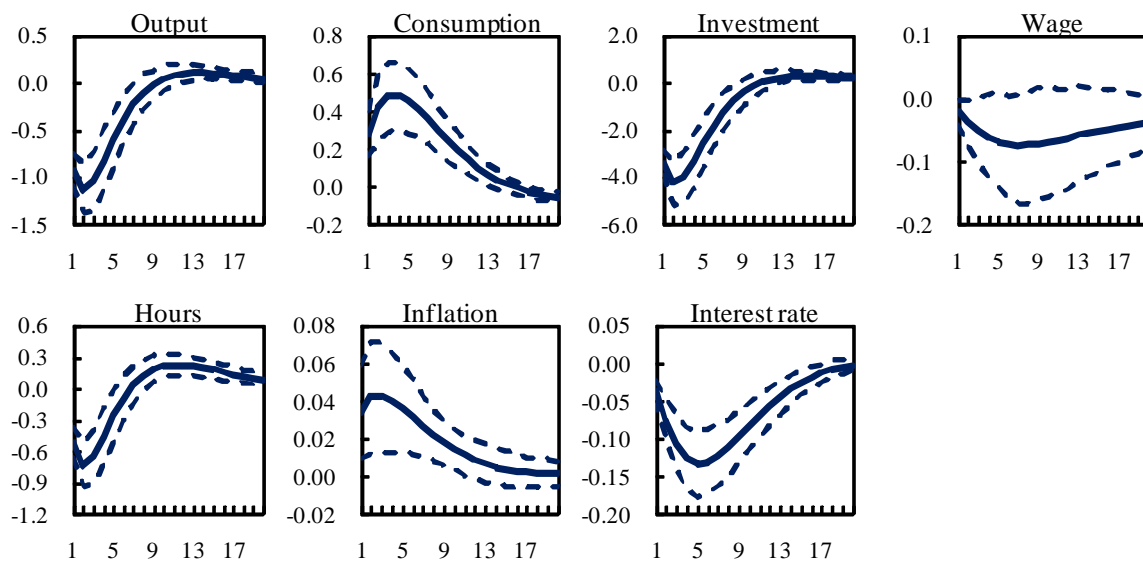 Output
0.5
0.0
-0.5
-1.0
-1.5
1 5 9 13 17
Consumption
0.8
0.6
0.4
0.2
0.0
-0.2
1 5 9 13 17
Investment
2.0
0.0
-2.0
-4.0
-6.0
1 5 9 13 17
Wage
0.1
0.0
-0.1
-0.2
1 5 9 13 17
Hours
0.6
0.3
0.0
-0.3
-0.6
-0.9
-1.2
1 5 9 13 17
Inflation
0.08
0.06
0.04
0.02
0.00
-0.02
1 5 9 13 17
Interest rate
0.05
0.00
-0.05
-0.10
-0.15
-0.20
1 5 9 13 17